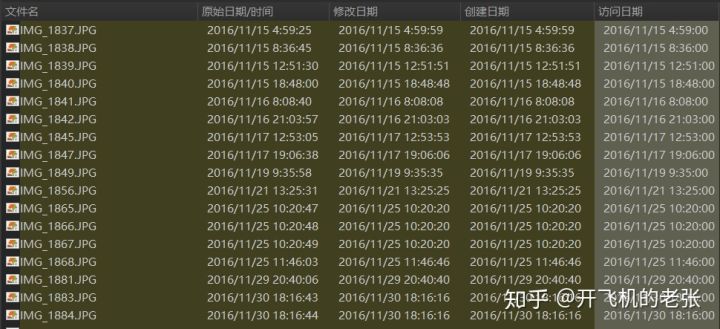 文件名 原始日期/时间 修改日期 创建日期 访问日期
IMG_1837.JPG 2016/11/15 4:59:25 2016/11/15 4:59:59 2016/11/15 4:59:59 2016/11/15 4:59:00
IMG_1838.JPG 2016/11/15 8:36:45 2016/11/15 8:36:36 2016/11/15 8:36:36 2016/11/15 8:36:00
IMG_1839.JPG 2016/11/15 12:51:30 2016/11/15 12:51:51 2016/11/15 12:51:51 2016/11/15 12:51:00
IMG_1840.JPG 2016/11/15 18:48:00 2016/11/15 18:48:48 2016/11/15 18:48:48 2016/11/15 18:48:00
IMG_1841.JPG 2016/11/16 8:08:40 2016/11/16 8:08:08 2016/11/16 8:08:08 2016/11/16 8:08:00
IMG_1842.JPG 2016/11/16 21:03:57 2016/11/16 21:03:03 2016/11/16 21:03:03 2016/11/16 21:03:00
IMG_1845.JPG 2016/11/17 12:53:05 2016/11/17 12:53:53 2016/11/17 12:53:53 2016/11/17 12:53:00
IMG_1847.JPG 2016/11/17 19:06:38 2016/11/17 19:06:06 2016/11/17 19:06:06 2016/11/17 19:06:00
IMG_1849.JPG 2016/11/19 9:35:58 2016/11/19 9:35:35 2016/11/19 9:35:35 2016/11/19 9:35:00
IMG_1856.JPG 2016/11/21 13:25:31 2016/11/21 13:25:25 2016/11/21 13:25:25 2016/11/21 13:25:00
IMG_1865.JPG 2016/11/25 10:20:47 2016/11/25 10:20:20 2016/11/25 10:20:20 2016/11/25 10:20:00
IMG_1866.JPG 2016/11/25 10:20:48 2016/11/25 10:20:20 2016/11/25 10:20:20 2016/11/25 10:20:00
IMG_1867.JPG 2016/11/25 10:20:49 2016/11/25 10:20:20 2016/11/25 10:20:20 2016/11/25 10:20:00
IMG_1868.JPG 2016/11/25 11:46:03 2016/11/25 11:46:46 2016/11/25 11:46:46 2016/11/25 11:46:00
IMG_1881.JPG 2016/11/29 20:40:06 2016/11/29 20:40:40 2016/11/29 20:40:40 2016/11/29 20:40:00
IMG_1883.JPG 2016/11/30 18:16:43 2016/11/30 18:16:16
IMG_1884.JPG 2016/11/30 18:16:44 2016/11/30 18:16:16 2016/11/30 18:16:16 2016/11/30 18:16:00
知乎 @开飞机的老张